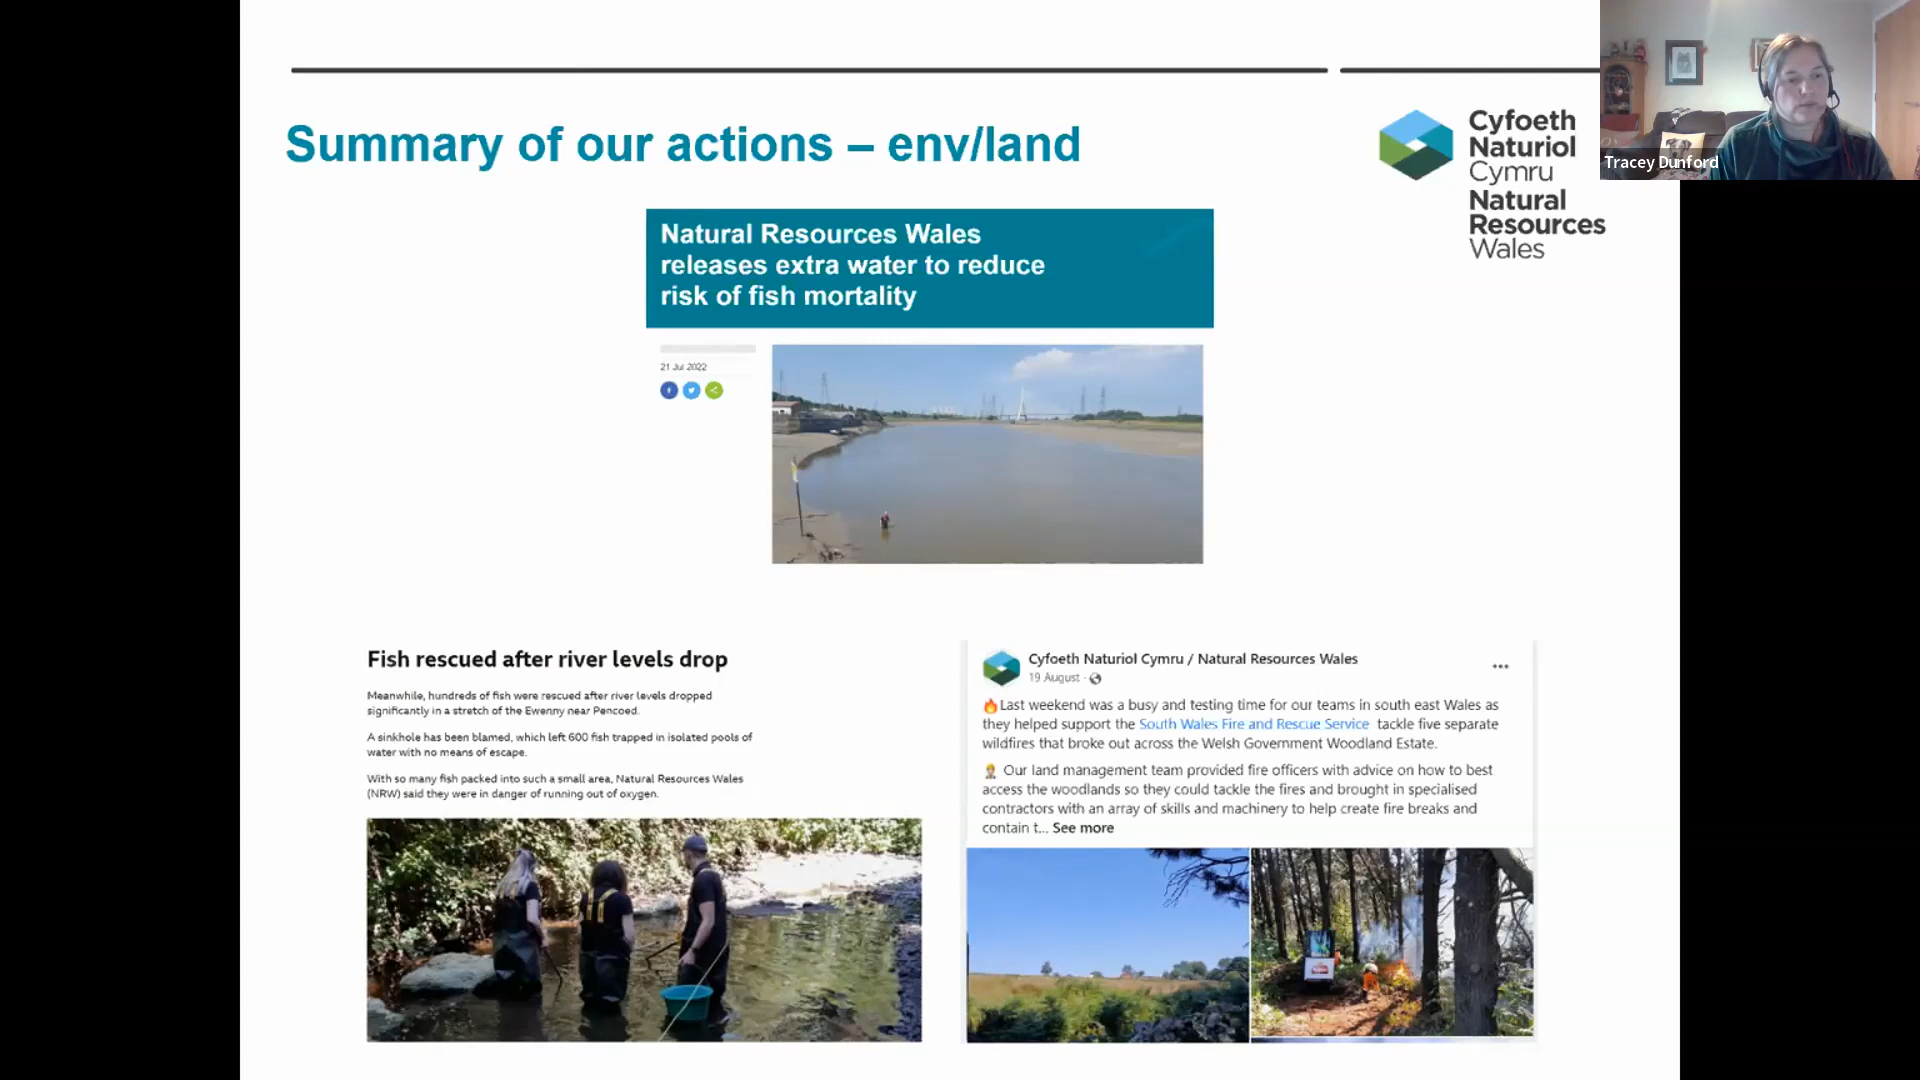 Summary of our actions – env/land
Cyfoeth
Naturiol
Cymru
Natural
Resources
Wales
Tracey Dunford
Natural Resources Wales
releases extra water to reduce
risk of fish mortality
21 Jul 2022
Fish rescued after river levels drop
Meanwhile, hundreds of fish were rescued after river levels dropped
significantly in a stretch of the Ewenny near Pencoed.
A sinkhole has been blamed, which left 600 fish trapped in isolated pools of
water with no means of escape.
With so many fish packed into such a small area, Natural Resources Wales
(NRW) said they were in danger of running out of oxygen.
Cyfoeth Naturiol Cymru / Natural Resources Wales
19 August ·
🔥Last weekend was a busy and testing time for our teams in south east Wales as
they helped support the South Wales Fire and Rescue Service tackle five separate
wildfires that broke out across the Welsh Government Woodland Estate.
Our land management team provided fire officers with advice on how to best
access the woodlands so they could tackle the fires and brought in specialised
contractors with an array of skills and machinery to help create fire breaks and
contain t... See more